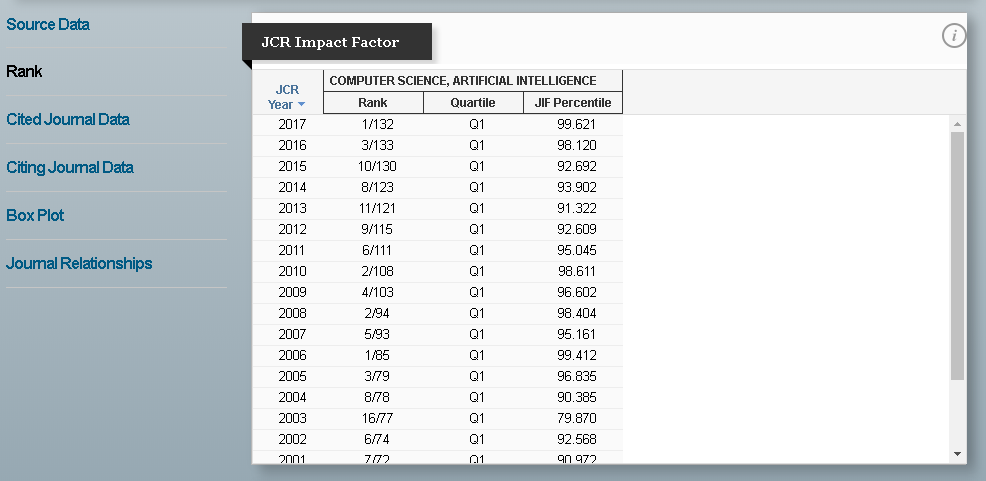 Source Data
Rank
Cited Journal Data
Citing Journal Data
Box Plot
Journal Relationships
JCR Impact Factor
i
JCR Year COMPUTER SCIENCE, ARTIFICIAL INTELLIGENCE
Rank Quartile JIF Percentile
2017 1/132 Q1 99.621
2016 3/133 Q1 98.120
2015 10/130 Q1 92.692
2014 8/123 Q1 93.902
2013 11/121 Q1 91.322
2012 9/115 Q1 92.609
2011 6/111 Q1 95.045
2010 2/108 Q1 98.611
2009 4/103 Q1 96.602
2008 2/94 Q1 98.404
2007 5/93 Q1 95.161
2006 1/85 Q1 99.412
2005 3/79 Q1 96.835
2004 8/78 Q1 90.385
2003 16/77 Q1 79.870
2002 6/74 Q1 92.568
2001 7/72 Q1 90.972